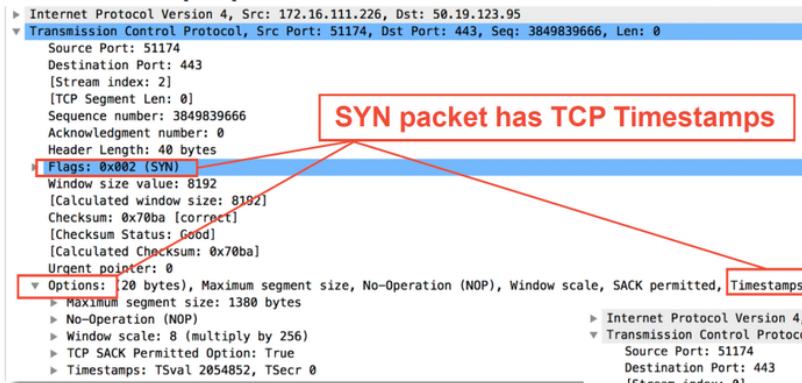 Internet Protocol Version 4, Src: 172.16.111.226, Dst: 50.19.123.95
Transmission Control Protocol, Src Port: 51174, Dst Port: 443, Seq: 3849839666, Len: 0
Source Port: 51174
Destination Port: 443
[Stream index: 2]
[TCP Segment Len: 0]
Sequence number: 3849839666
SYN packet has TCP Timestamps
Acknowledgment number: 0
Header Length: 40 bytes
Flags: 0x002 (SYN)
Window size value: 8192
[Calculated window size: 8192]
Checksum: 0x70ba [correct]
[Checksum Status: Good]
[Calculated Checksum: 0x70ba]
Urgent pointer: 0
Options: (20 bytes), Maximum segment size, No-Operation (NOP), Window scale, SACK permitted, Timestamps
Maximum segment size: 1380 bytes
No-Operation (NOP)
Window scale: 8 (multiply by 256)
TCP SACK Permitted Option: True
Timestamps: TSval 2054852, TSecr 0
Internet Protocol Version 4,
Transmission Control Protoco
Source Port: 51174
Destination Port: 443
[Stream index: 0]